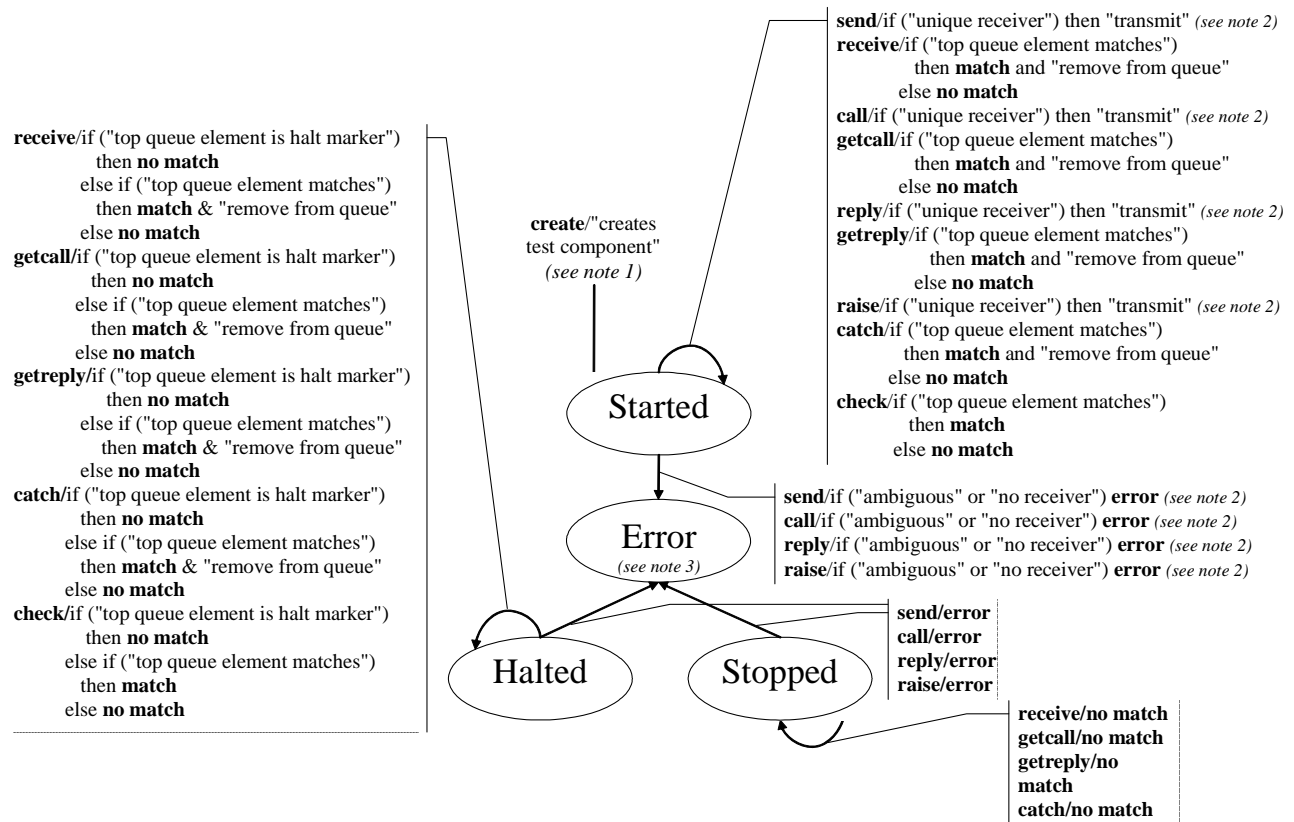 send/if ("unique receiver") then "transmit" (see note 2)
receive/if ("top queue element matches")
then match and "remove from queue"
else no match
call/if ("unique receiver") then "transmit" (see note 2)
getcall/if ("top queue element matches")
then match and "remove from queue"
else no match
reply/if ("unique receiver") then "transmit" (see note 2)
getreply/if ("top queue element matches")
then match and "remove from queue"
else no match
raise/if ("unique receiver") then "transmit" (see note 2)
catch/if ("top queue element matches")
then match and "remove from queue"
else no match
check/if ("top queue element matches")
then match
else no match
receive/if ("top queue element is halt marker")
then no match
else if ("top queue element matches")
then match & "remove from queue"
else no match
getcall/if ("top queue element is halt marker")
then no match
else if ("top queue element matches")
then match & "remove from queue"
else no match
getreply/if ("top queue element is halt marker")
then no match
else if ("top queue element matches")
then match & "remove from queue"
else no match
catch/if ("top queue element is halt marker")
then no match
else if ("top queue element matches")
then match & "remove from queue"
else no match
check/if ("top queue element is halt marker")
then no match
else if ("top queue element matches")
then match
else no match
create/"creates
test component"
(see note 1)
Started
send/if ("ambiguous" or "no receiver") error (see note 2)
call/if ("ambiguous" or "no receiver") error (see note 2)
reply/if ("ambiguous" or "no receiver") error (see note 2)
raise/if ("ambiguous" or "no receiver") error (see note 2)
Error
(see note 3)
send/error
call/error
reply/error
raise/error
Halted
Stopped
receive/no match
getcall/no match
getreply/no
match
catch/no match